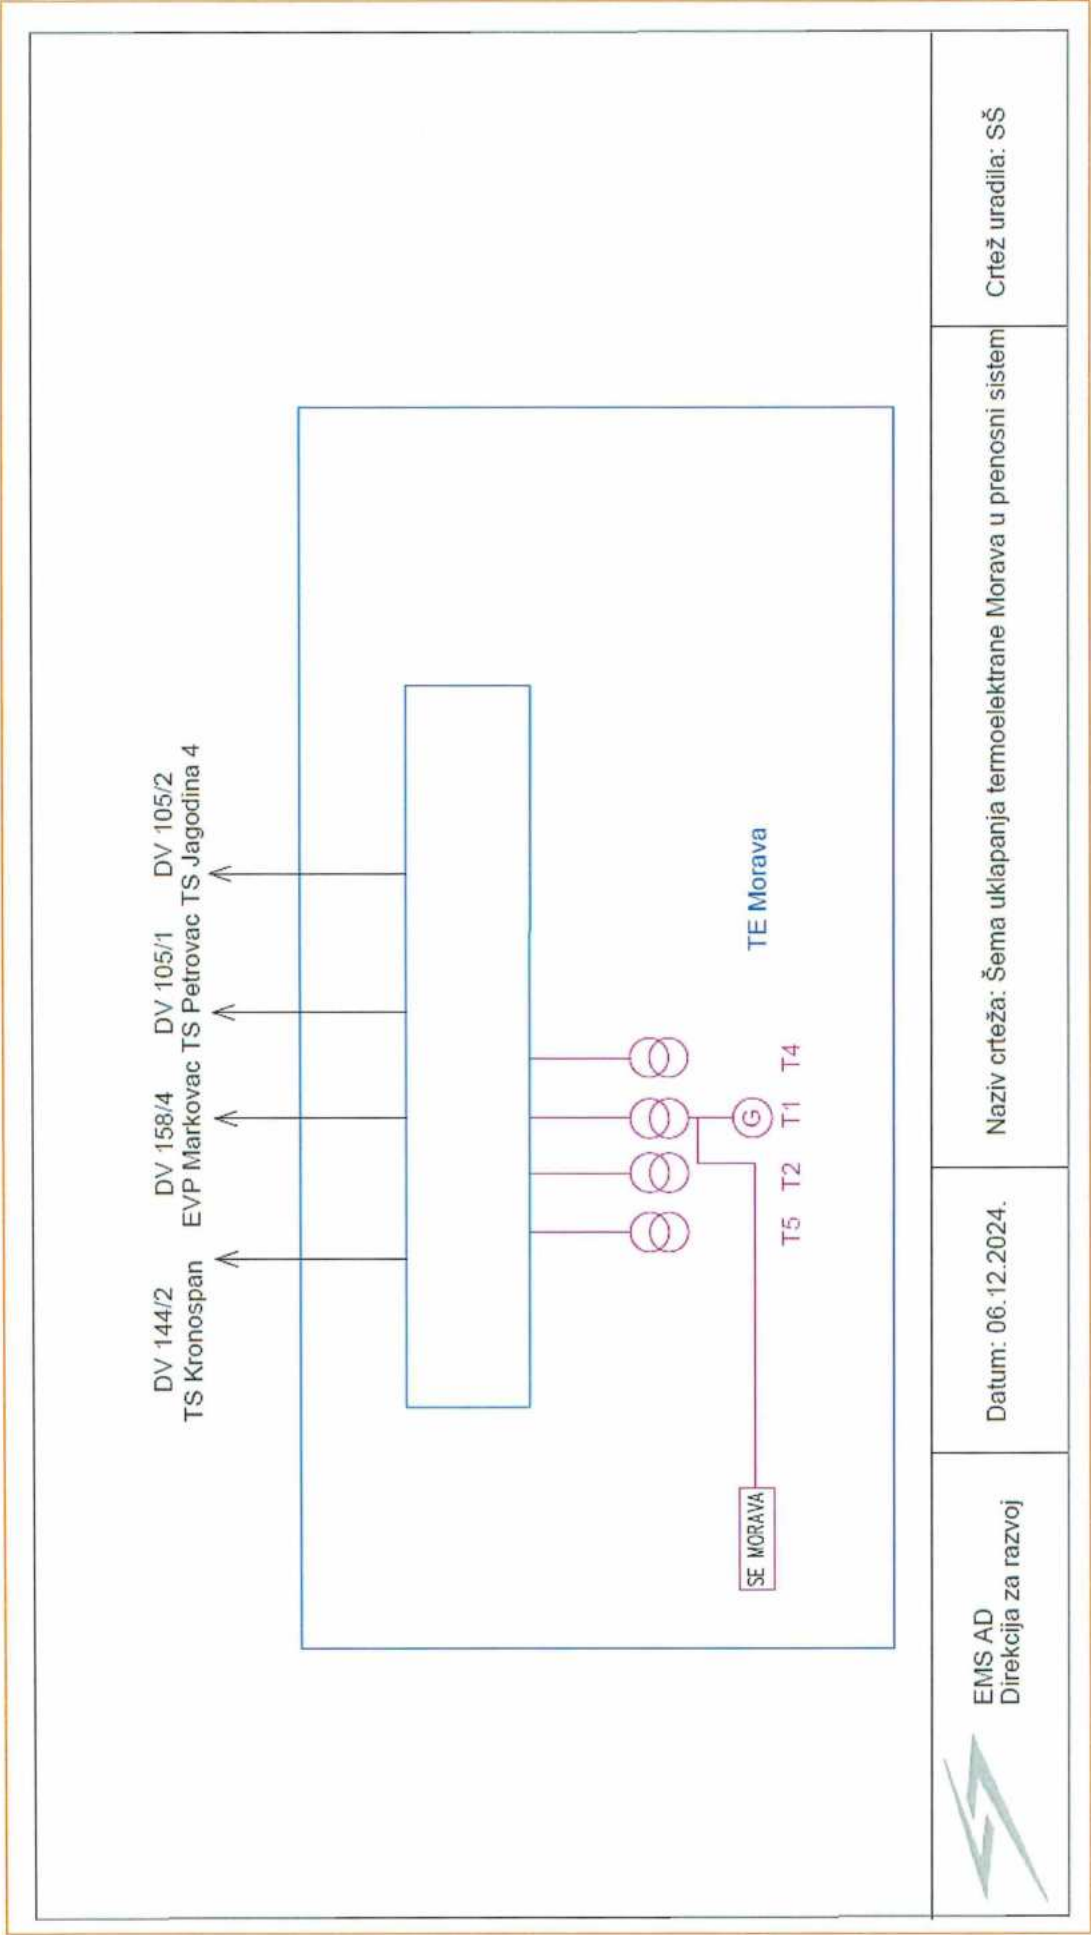 DV 144/2
TS Kronospan
DV 158/4
EVP Markovac
DV 105/1
TS Petrovac
DV 105/2
TS Jagodina 4
T5
T2
T1
T4
G
TE Morava
SE MORAVA
EMS AD
Direkcija za razvoj
Datum: 06.12.2024.
Naziv crteža: Šema uklapanja termoelektrane Morava u prenosni sistem
Crtež uradila: SŠ